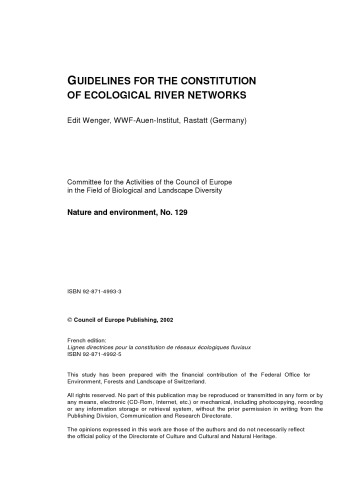 GUIDELINES FOR THE CONSTITUTION
OF ECOLOGICAL RIVER NETWORKS
Edit Wenger, WWF-Auen-Institut, Rastatt (Germany)
Committee for the Activities of the Council of Europe
in the Field of Biological and Landscape Diversity
Nature and environment, No. 129
ISBN 92-871-4993-3
© Council of Europe Publishing, 2002
French edition:
Lignes directrices pour la constitution de réseaux écologiques fluviaux
ISBN 92-871-4992-5
This study has been prepared with the financial contribution of the Federal Office for
Environment, Forests and Landscape of Switzerland.
All rights reserved. No part of this publication may be reproduced or transmitted in any form or by
any means, electronic (CD-Rom, Internet, etc.) or mechanical, including photocopying, recording
or any information storage or retrieval system, without the prior permission in writing from the
Publishing Division, Communication and Research Directorate.
The opinions expressed in this work are those of the authors and do not necessarily reflect
the official policy of the Directorate of Culture and Cultural and Natural Heritage.